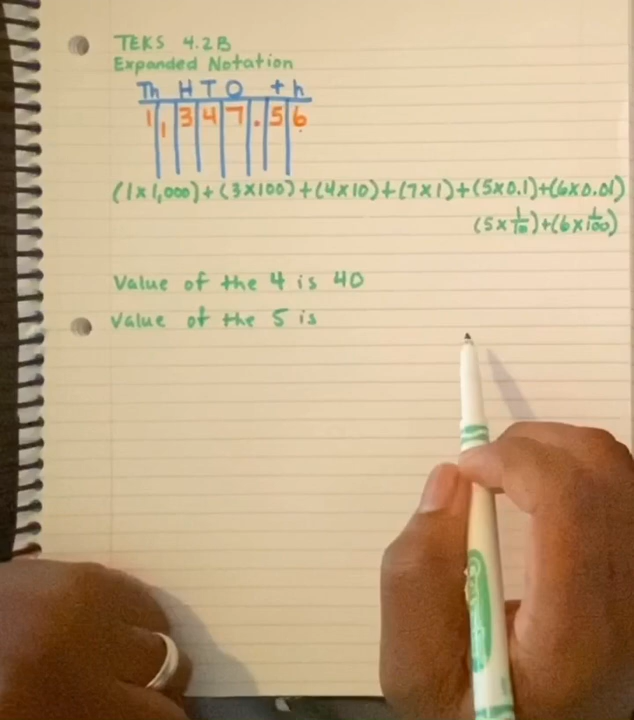 TEKS 4.2B
Expanded Notation
Th H T O t h
1, 3 4 7 . 5 6
(1 x 1,000) + (3 x 100) + (4 x 10) + (7 x 1) + (5 x 0.1) + (6 x 0.01)
(5 x 1/10) + (6 x 1/100)
Value of the 4 is 40
Value of the 5 is